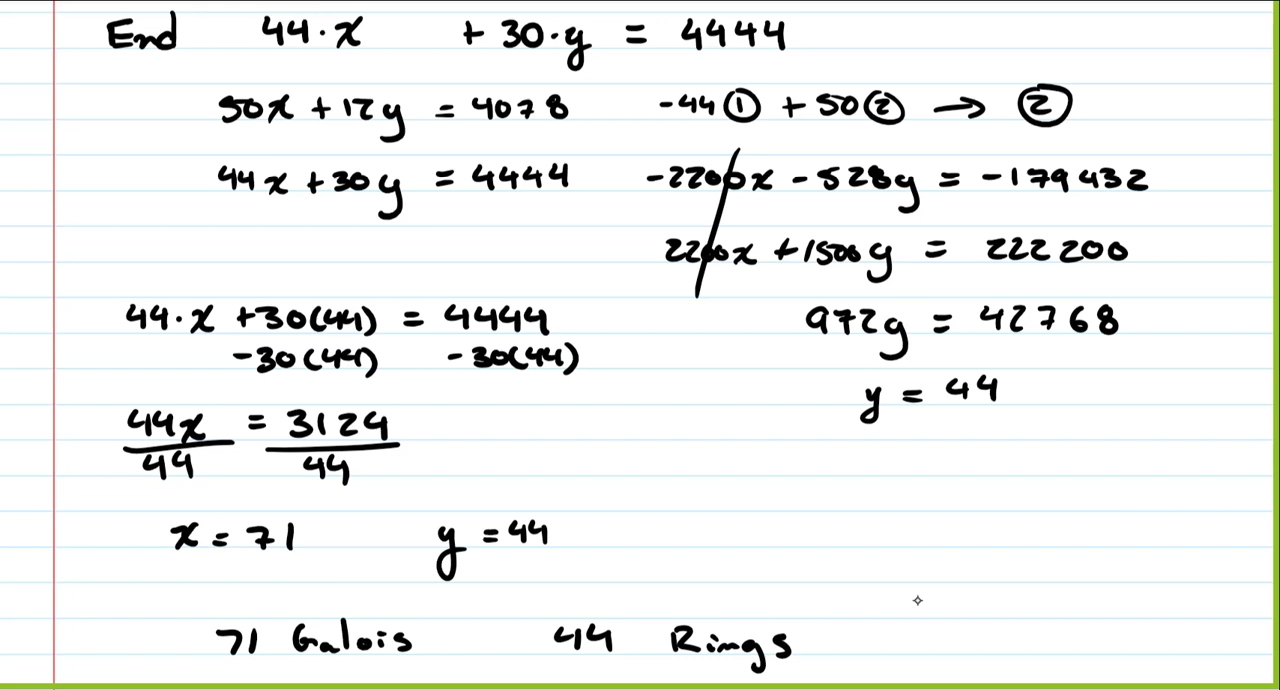 End 44·x + 30·y = 4444
50x + 12y = 4078 -44① + 50② → ②
44x + 30y = 4444 -2200x - 528y = -179432
2200x + 1500y = 222200
44·x + 30(44) = 4444 972y = 42768
-30(44) -30(44)
y = 44
44x = 3124
44 44
x = 71 y = 44
71 Galois 44 Rings